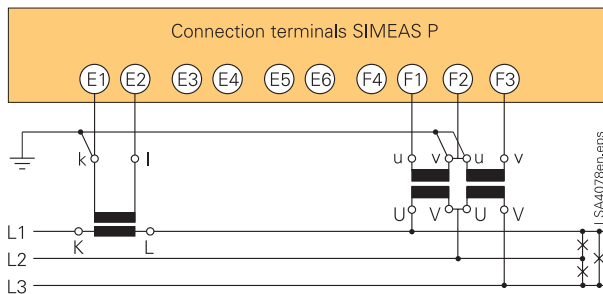 Connection terminals SIMEAS P
E1 E2 E3 E4 E5 E6 F4 F1 F2 F3
k l u v u v
U V U V
L1 K L
L2
L3
LSA4078en.eps